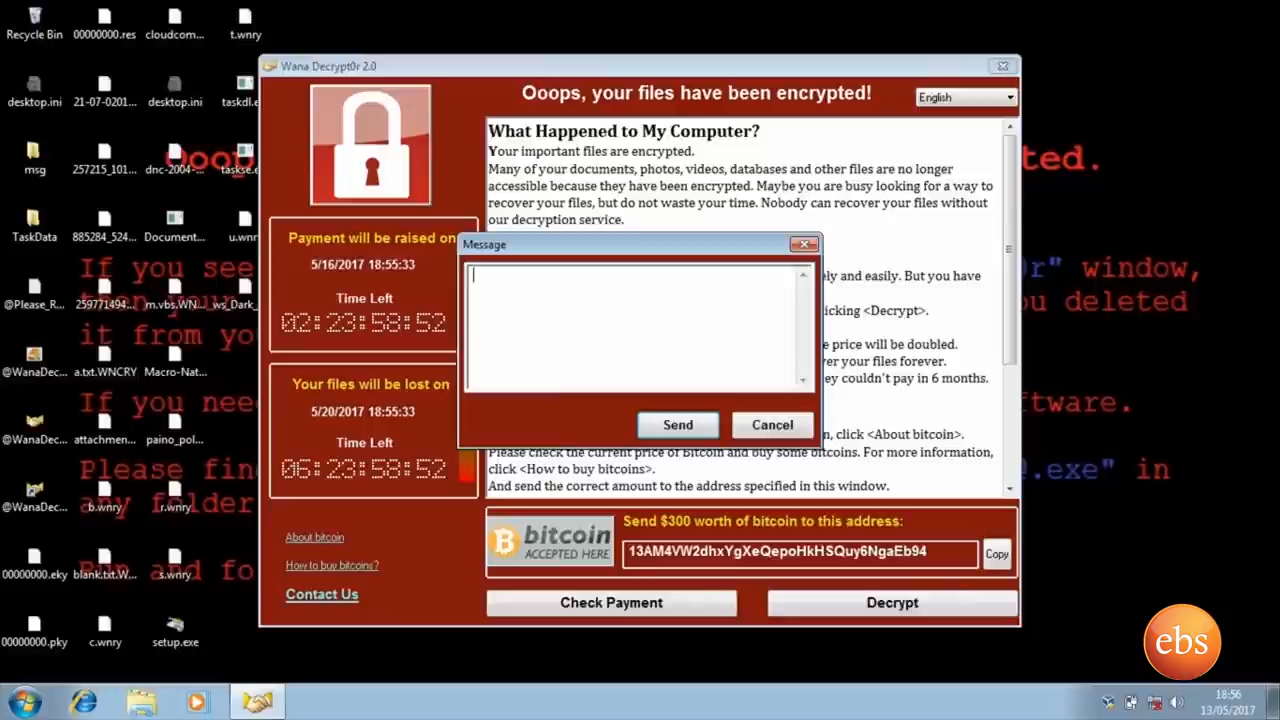 Recycle Bin
00000000.res
cloudcom...
t.wnry
desktop.ini
21-07-0201...
desktop.ini
taskdl.e
msg
257215_101...
dnc-2004-...
taskse.e
TaskData
885284_524...
Document...
u.wnry
@Please_R...
259771494...
m.vbs.WN...
ws_Dark_
@WanaDec...
a.txt.WNCRY
Macro-Nat...
@WanaDec...
attachmen...
paino_pol...
@WanaDec...
b.wnry
r.wnry
00000000.eky
blank.txt.W...
s.wnry
00000000.pky
c.wnry
setup.exe
Ooop
ted.
If you see
0r" window,
u deleted
it from yo
If you nee
ftware.
Please fin
@.exe" in
any folder
Wana Decrypt0r 2.0
Ooops, your files have been encrypted!
English
What Happened to My Computer?
Your important files are encrypted.
Many of your documents, photos, videos, databases and other files are no longer
accessible because they have been encrypted. Maybe you are busy looking for a way to
recover your files, but do not waste your time. Nobody can recover your files without
our decryption service.
ely and easily. But you have
icking <Decrypt>.
e price will be doubled.
er your files forever.
ey couldn't pay in 6 months.
n, click <About bitcoin>.
Please check the current price of Bitcoin and buy some bitcoins. For more information,
click <How to buy bitcoins>.
And send the correct amount to the address specified in this window.
Payment will be raised on
5/16/2017 18:55:33
Time Left
02:23:58:52
Your files will be lost on
5/20/2017 18:55:33
Time Left
06:23:58:52
Message
Send
Cancel
About bitcoin
How to buy bitcoins?
Contact Us
bitcoin
ACCEPTED HERE
Send $300 worth of bitcoin to this address:
13AM4VW2dhxYgXeQepoHkHSQuy6NgaEb94
Copy
Check Payment
Decrypt
ebs
18:56
13/05/2017